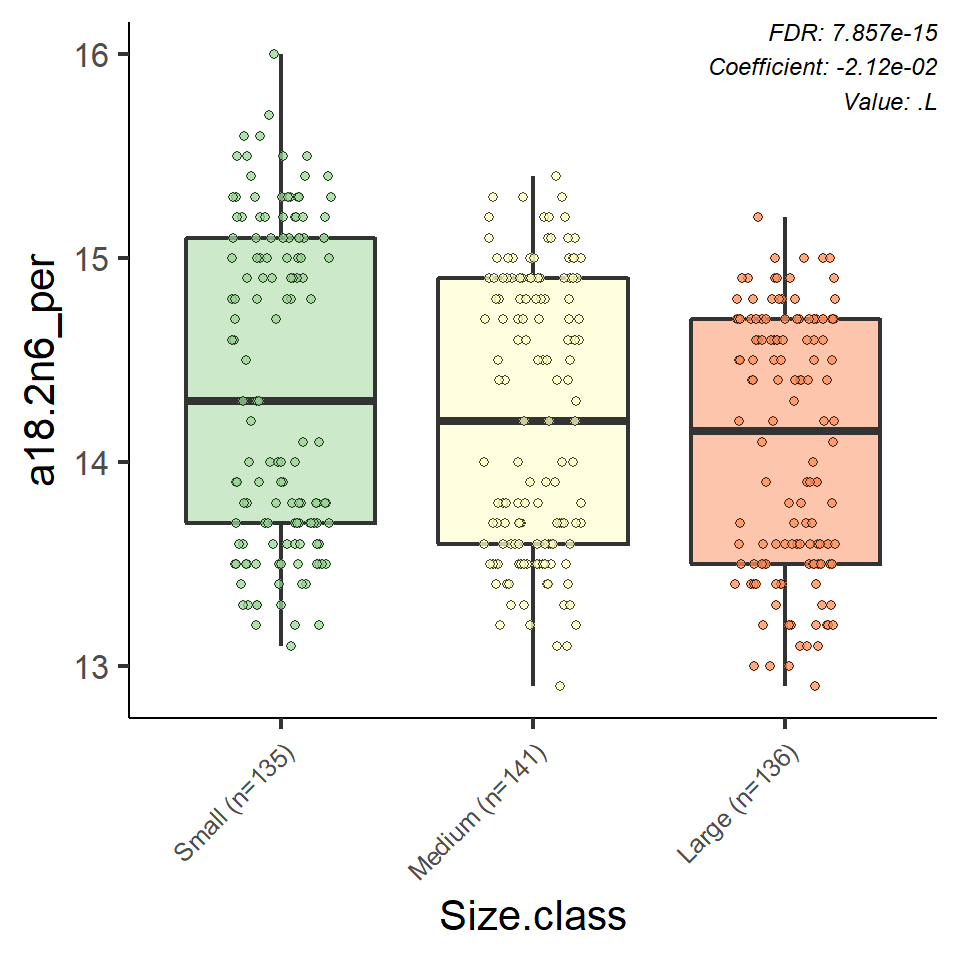 FDR: 7.857e-15
Coefficient: -2.12e-02
Value: .L
16
15
14
13
a18.2n6_per
Small (n=135)
Medium (n=141)
Large (n=136)
Size.class